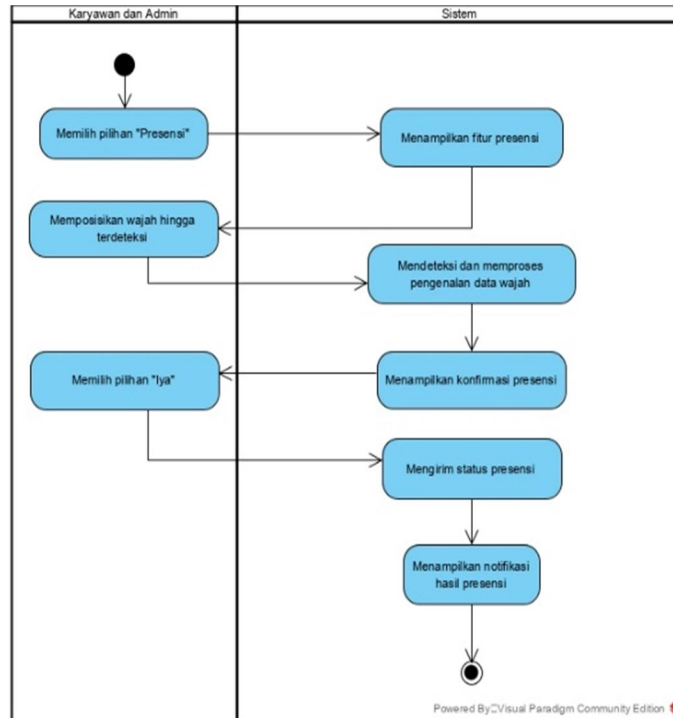 Karyawan dan Admin
Sistem
Memilih pilihan "Presensi"
Menampilkan fitur presensi
Memposisikan wajah hingga
terdeteksi
Mendeteksi dan memproses
pengenalan data wajah
Memilih pilihan "Iya"
Menampilkan konfirmasi presensi
Mengirim status presensi
Menampilkan notifikasi
hasil presensi
Powered By Visual Paradigm Community Edition